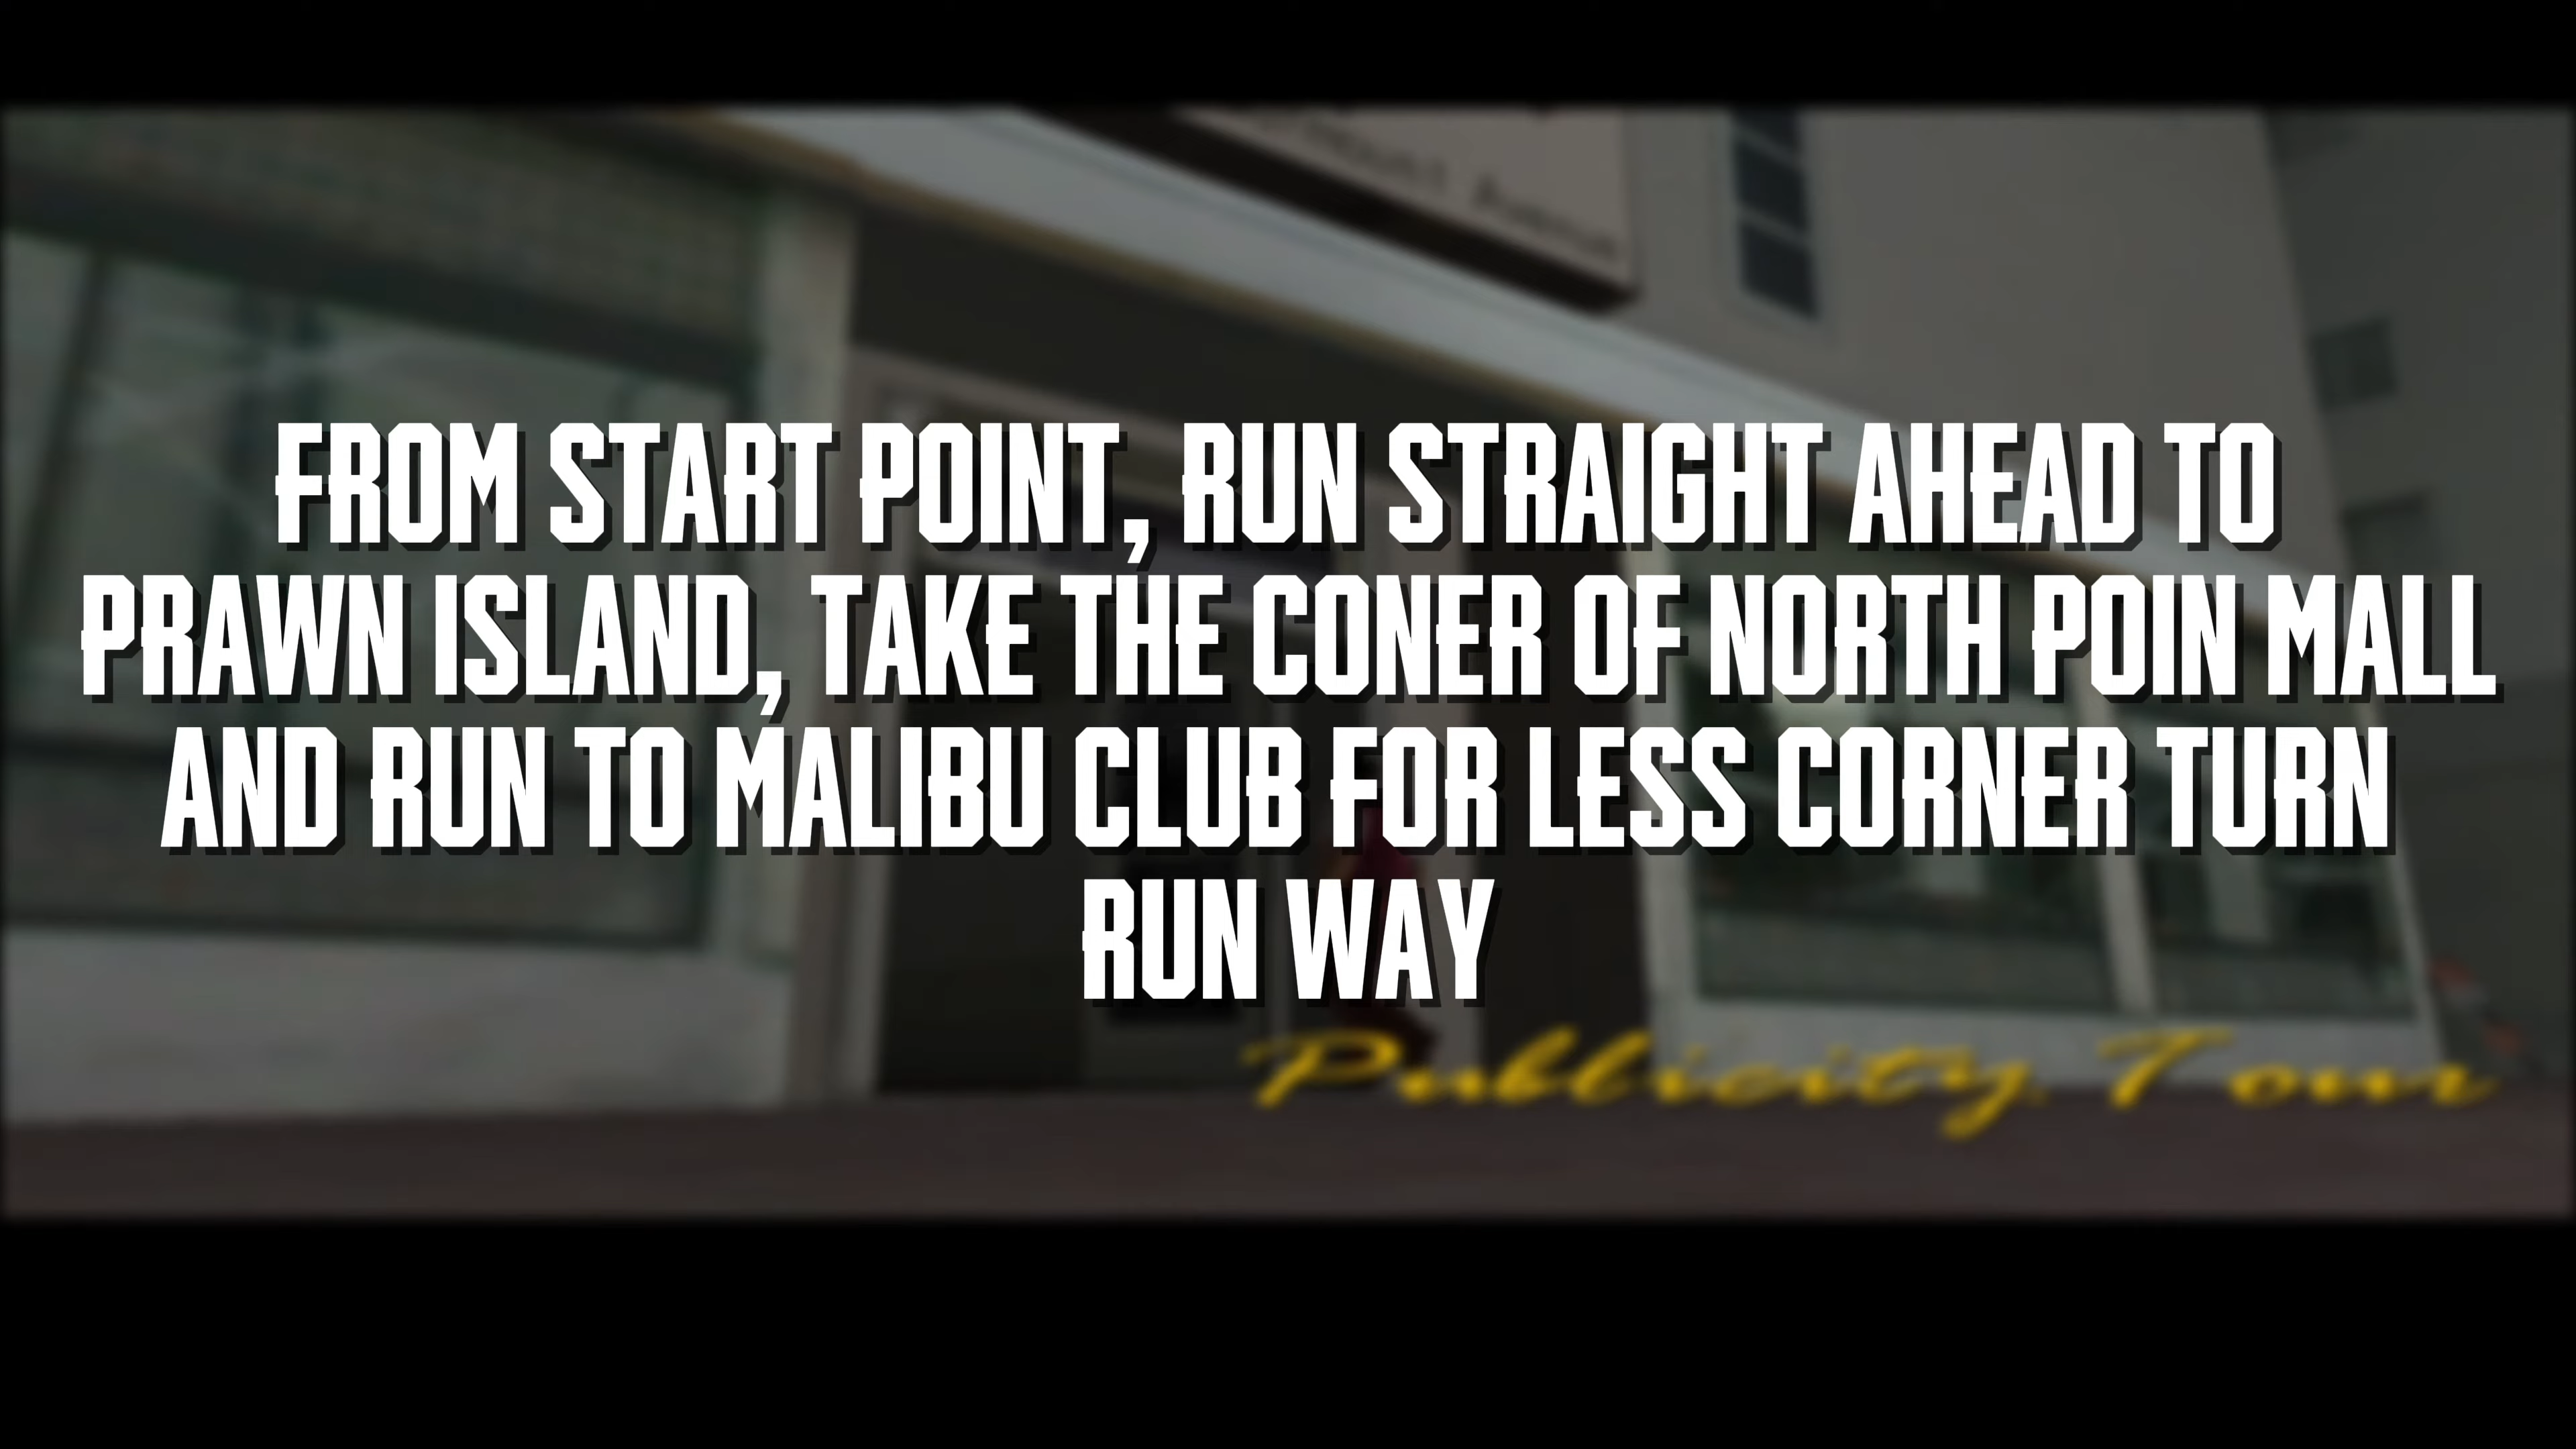 FROM START POINT, RUN STRAIGHT AHEAD TO
PRAWN ISLAND, TAKE THE CONER OF NORTH POIN MALL
AND RUN TO MALIBU CLUB FOR LESS CORNER TURN
RUN WAY
Publicity Tour